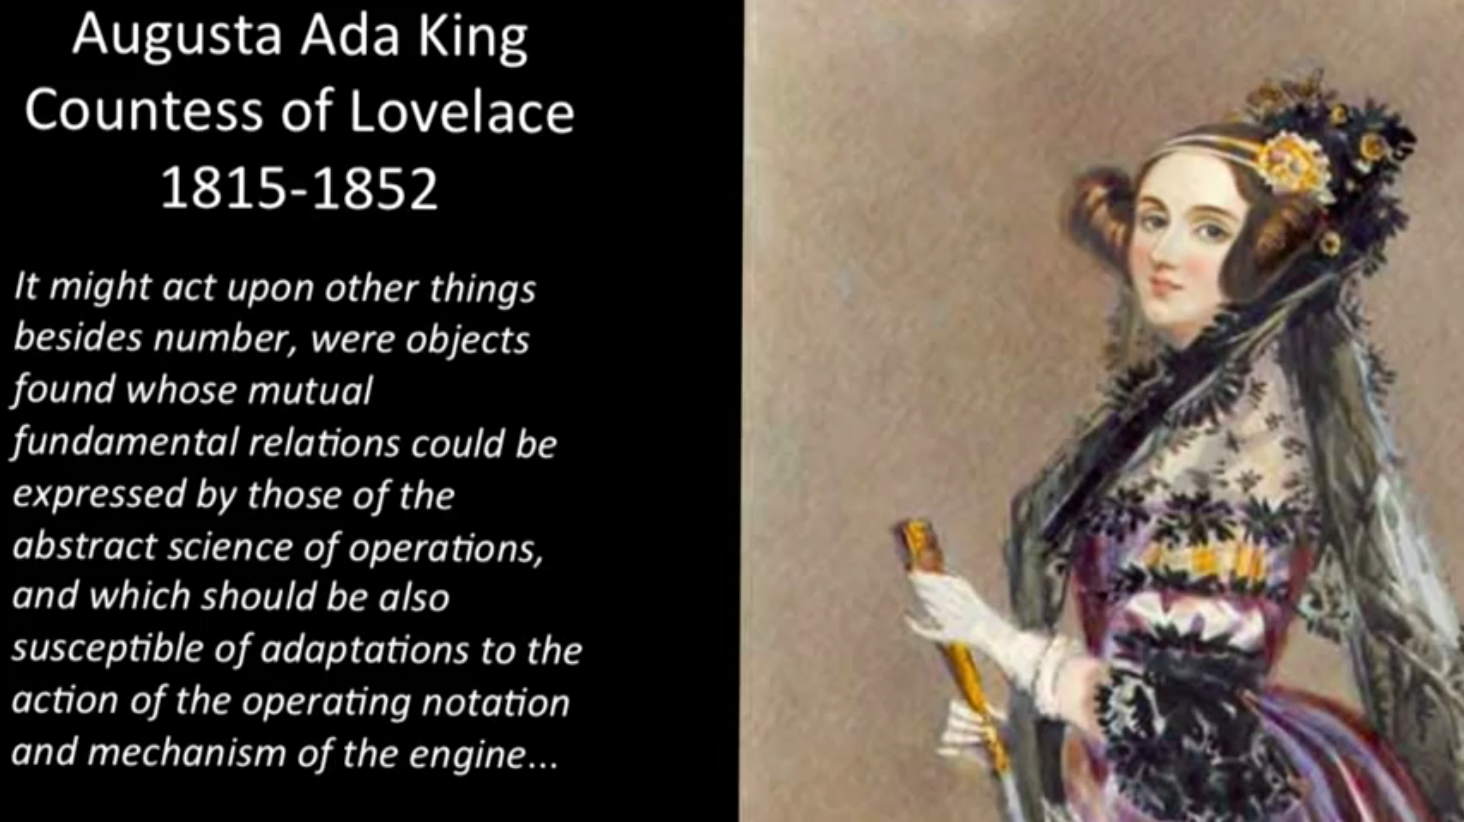 Augusta Ada King
Countess of Lovelace
1815-1852
It might act upon other things
besides number, were objects
found whose mutual
fundamental relations could be
expressed by those of the
abstract science of operations,
and which should be also
susceptible of adaptations to the
action of the operating notation
and mechanism of the engine...